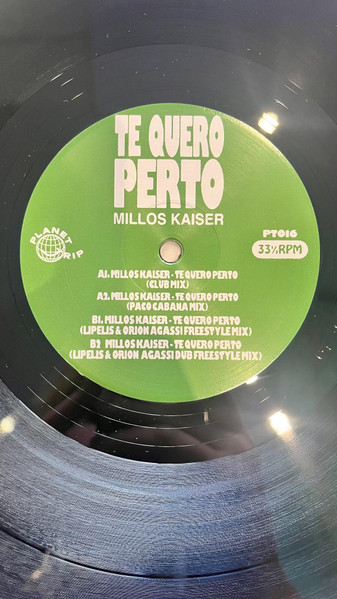 TE QUERO
PERTO
MILLOS KAISER
PLANET TRIP
PT016
33⅓RPM
A1. MILLOS KAISER - TE QUERO PERTO
(CLUB MIX)
A2. MILLOS KAISER - TE QUERO PERTO
(PACO CABANA MIX)
B1. MILLOS KAISER - TE QUERO PERTO
(LIPELIS & ORION AGASSI FREESTYLE MIX)
B2 MILLOS KAISER - TE QUERO PERTO
(LIPELIS & ORION AGASSI DUB FREESTYLE MIX)